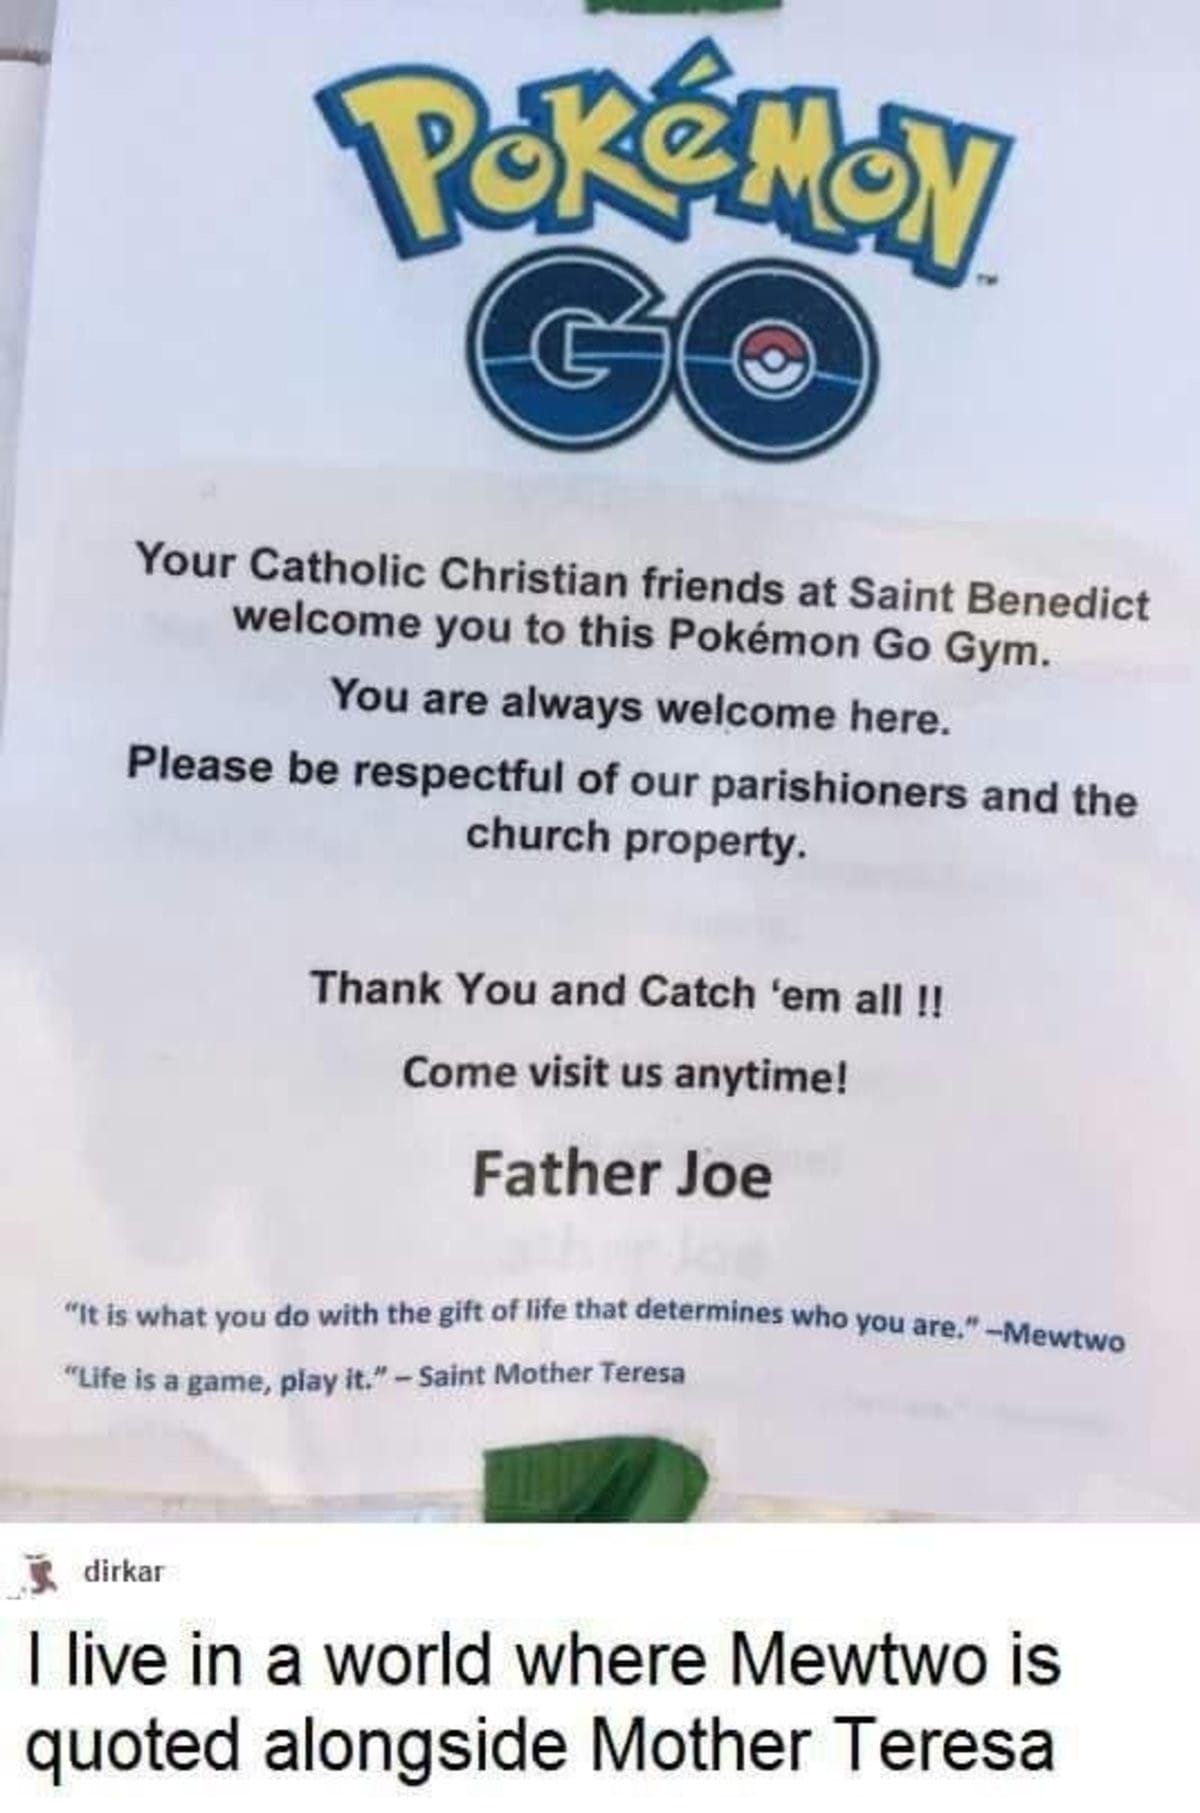 POKéMON
™
GO
Your Catholic Christian friends at Saint Benedict
welcome you to this Pokémon Go Gym.
You are always welcome here.
Please be respectful of our parishioners and the
church property.
Thank You and Catch ‘em all !!
Come visit us anytime!
Father Joe
“It is what you do with the gift of life that determines who you are.” –Mewtwo
“Life is a game, play it.” – Saint Mother Teresa
dirkar
I live in a world where Mewtwo is
quoted alongside Mother Teresa